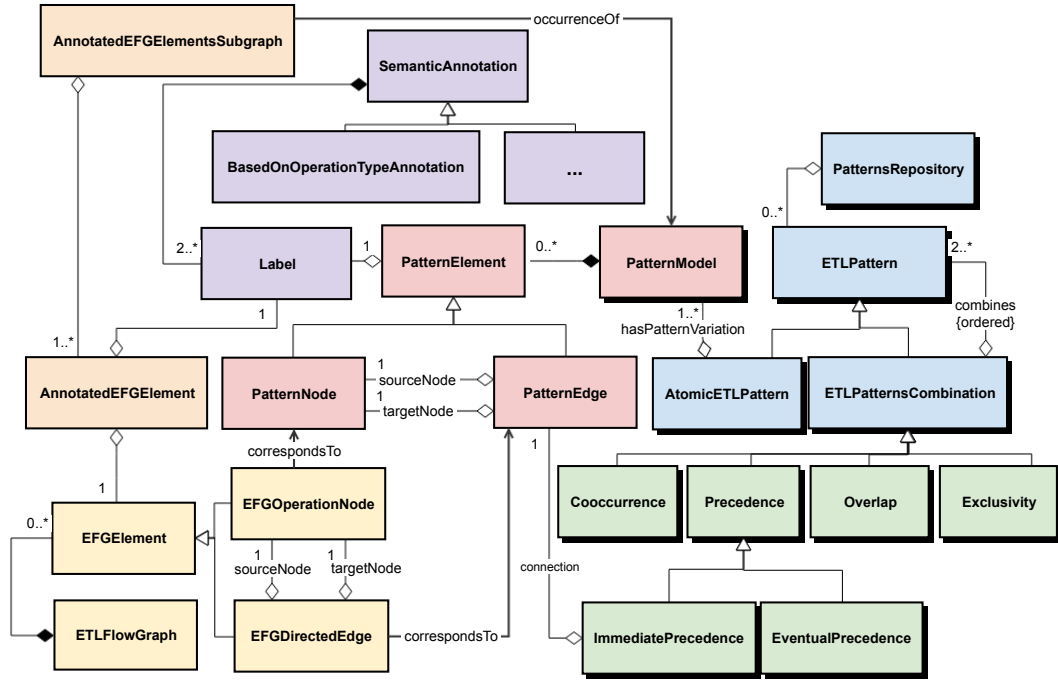 occurrenceOf
AnnotatedEFGElementsSubgraph
SemanticAnnotation
BasedOnOperationTypeAnnotation
...
PatternsRepository
0..*
2..*
Label
1
PatternElement
0..*
PatternModel
ETLPattern
2..*
1
1..*
hasPatternVariation
combines
{ordered}
1..*
AnnotatedEFGElement
PatternNode
1
sourceNode
1
targetNode
PatternEdge
AtomicETLPattern
ETLPatternsCombination
1
correspondsTo
1
Cooccurrence
Precedence
Overlap
Exclusivity
0..*
EFGElement
EFGOperationNode
1
sourceNode
1
targetNode
connection
ETLFlowGraph
EFGDirectedEdge
correspondsTo
ImmediatePrecedence
EventualPrecedence